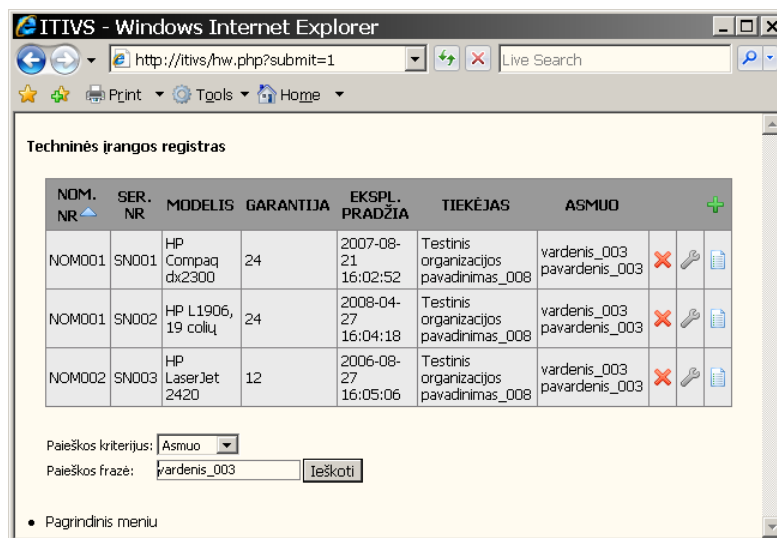 ITIVS - Windows Internet Explorer
http://itivs/hw.php?submit=1
Live Search
Print Tools Home
Techninės įrangos registras
NOM. NR SER. NR MODELIS GARANTIJA EKSPL. PRADŽIA TIEKĖJAS ASMUO
NOM001 SN001 HP Compaq dx2300 24 2007-08-21 16:02:52 Testinis organizacijos pavadinimas_008 vardenis_003 pavardenis_003
NOM001 SN002 HP L1906, 19 colių 24 2008-04-27 16:04:18 Testinis organizacijos pavadinimas_008 vardenis_003 pavardenis_003
NOM002 SN003 HP LaserJet 2420 12 2006-08-27 16:05:06 Testinis organizacijos pavadinimas_008 vardenis_003 pavardenis_003
Paieškos kriterijus: Asmuo
Paieškos frazė: vardenis_003 Ieškoti
Pagrindinis meniu